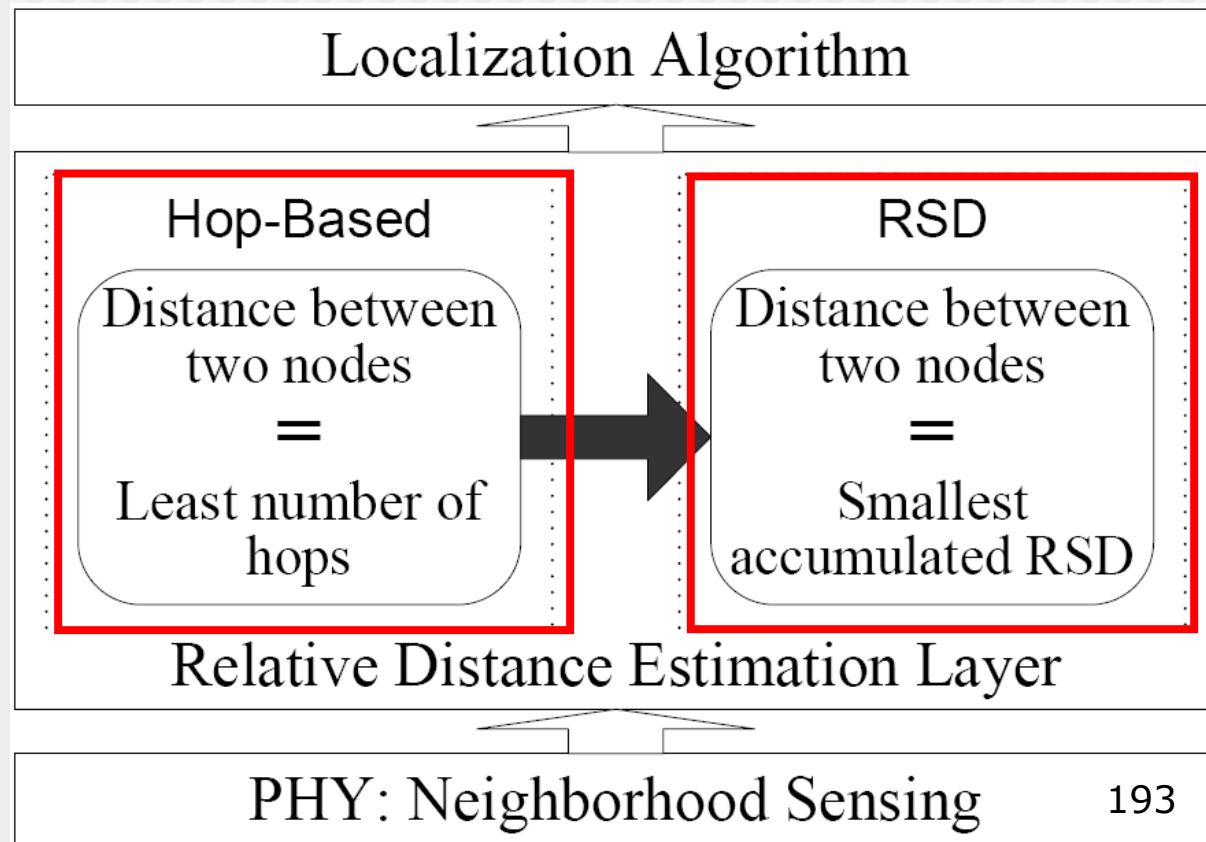 Localization Algorithm
Hop-Based
Distance between
two nodes
=
Least number of
hops
RSD
Distance between
two nodes
=
Smallest
accumulated RSD
Relative Distance Estimation Layer
PHY: Neighborhood Sensing
193